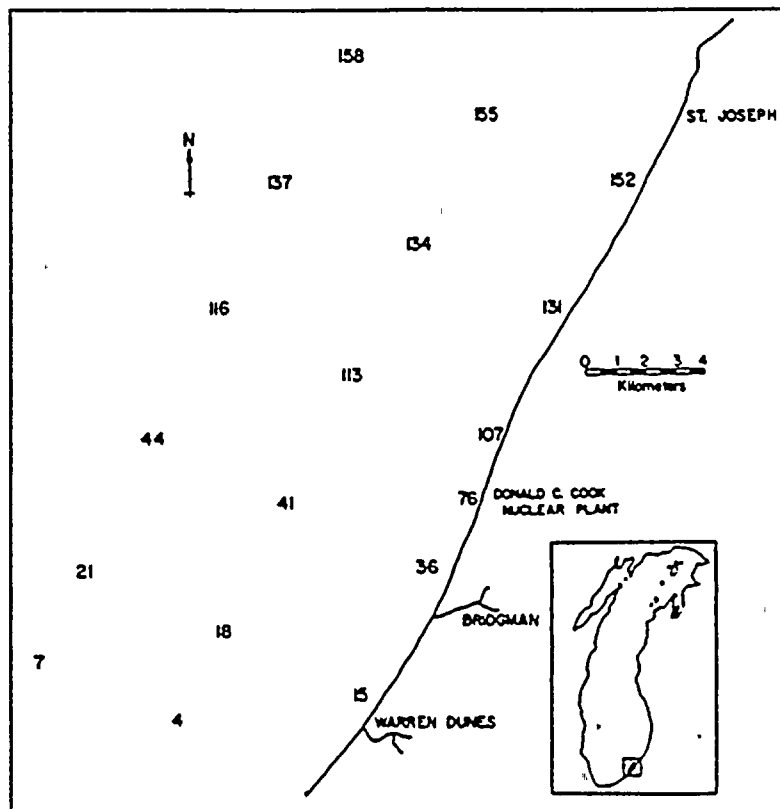 158
155
ST. JOSEPH
N
137
152
134
116
131
0 1 2 3 4
Kilometers
113
44
107
41
76
DONALD C. COOK
NUCLEAR PLANT
21
36
BRIDGMAN
18
7
15
4
WARREN DUNES